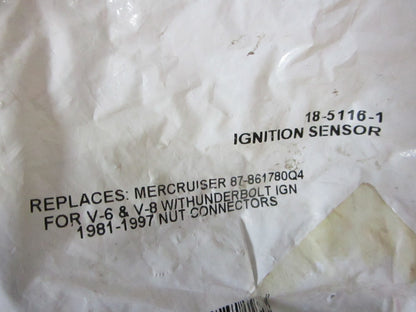 18-5116-1
IGNITION SENSOR
REPLACES: MERCRUISER 87-861780Q4
FOR V-6 & V-8 W/THUNDERBOLT IGN
1981-1997 NUT CONNECTORS